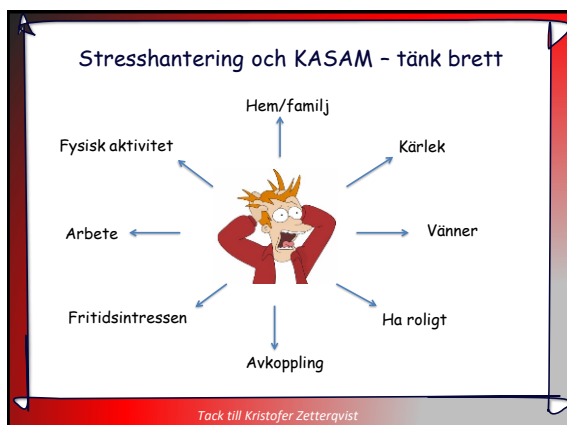 Stresshantering och KASAM – tänk brett
Hem/familj
Fysisk aktivitet
Kärlek
Arbete
Vänner
Fritidsintressen
Ha roligt
Avkoppling
Tack till Kristofer Zetterqvist